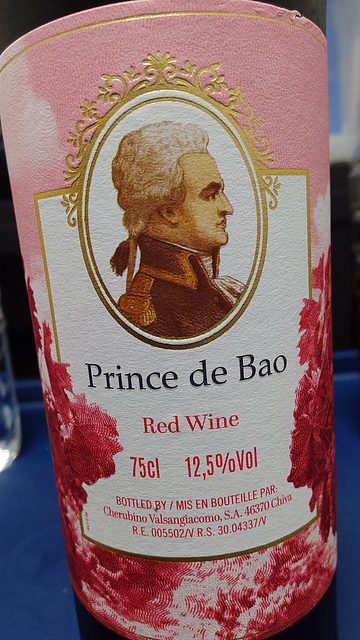 Prince de Bao
Red Wine
75cl 12,5%Vol
BOTTLED BY / MIS EN BOUTEILLE PAR:
Cherubino Valsangiacomo, S.A. 46370 Chiva
R.E. 005502/V R.S. 30.04337/V